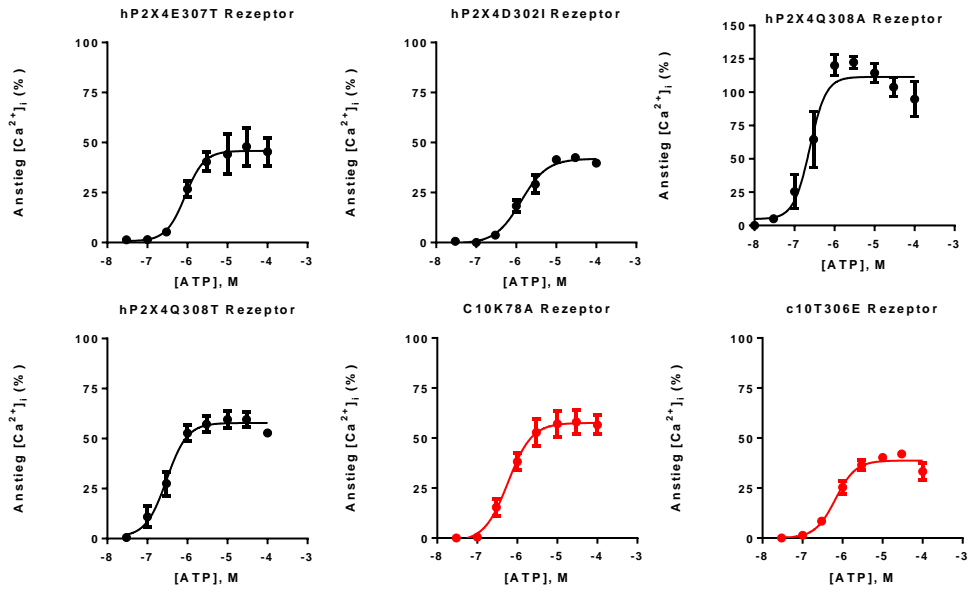 hP2X4E307T Rezeptor
Anstieg [Ca²⁺]ᵢ (%)
100
75
50
25
0
-8 -7 -6 -5 -4 -3
[ATP], M
hP2X4D302I Rezeptor
Anstieg [Ca²⁺]ᵢ (%)
100
75
50
25
0
-8 -7 -6 -5 -4 -3
[ATP], M
hP2X4Q308A Rezeptor
Anstieg [Ca²⁺]ᵢ (%)
150
125
100
75
50
25
0
-8 -7 -6 -5 -4 -3
[ATP], M
hP2X4Q308T Rezeptor
Anstieg [Ca²⁺]ᵢ (%)
100
75
50
25
0
-8 -7 -6 -5 -4 -3
[ATP], M
C10K78A Rezeptor
Anstieg [Ca²⁺]ᵢ (%)
100
75
50
25
0
-8 -7 -6 -5 -4 -3
[ATP], M
c10T306E Rezeptor
Anstieg [Ca²⁺]ᵢ (%)
100
75
50
25
0
-8 -7 -6 -5 -4 -3
[ATP], M